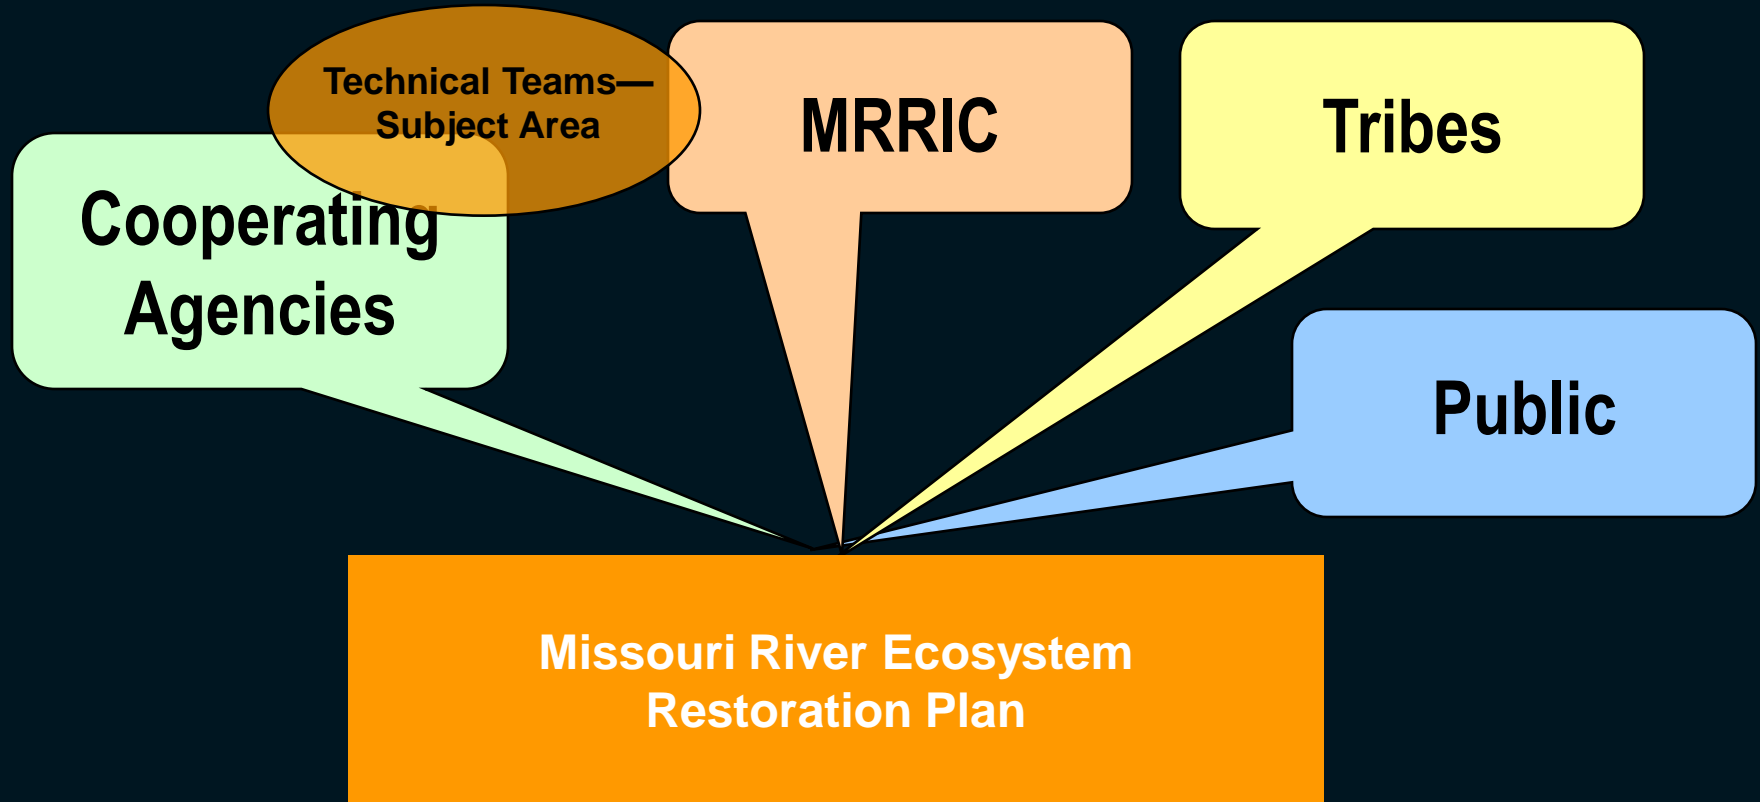 Technical Teams—
Subject Area
MRRIC
Tribes
Cooperating
Agencies
Public
Missouri River Ecosystem
Restoration Plan